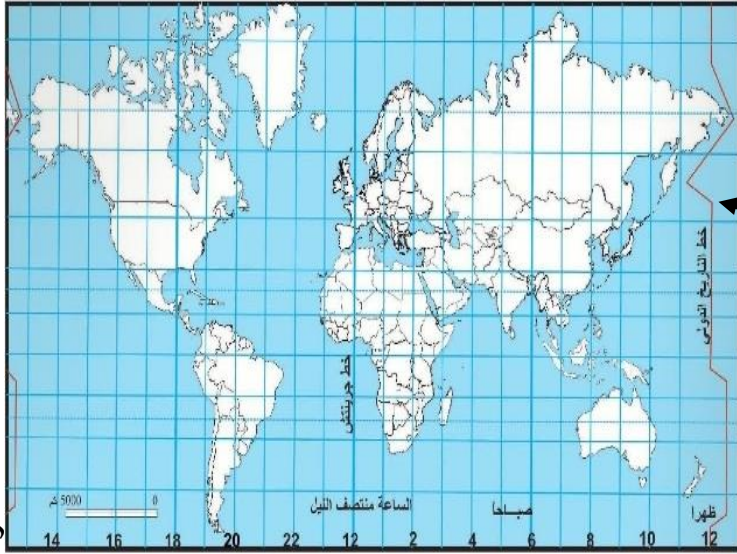 خط التاريخ الدولي
خط جرينتش
5000 كم 0
الساعة منتصف الليل
صباحا
ظهرا
14 16 18 20 22 12 2 4 6 8 10 12